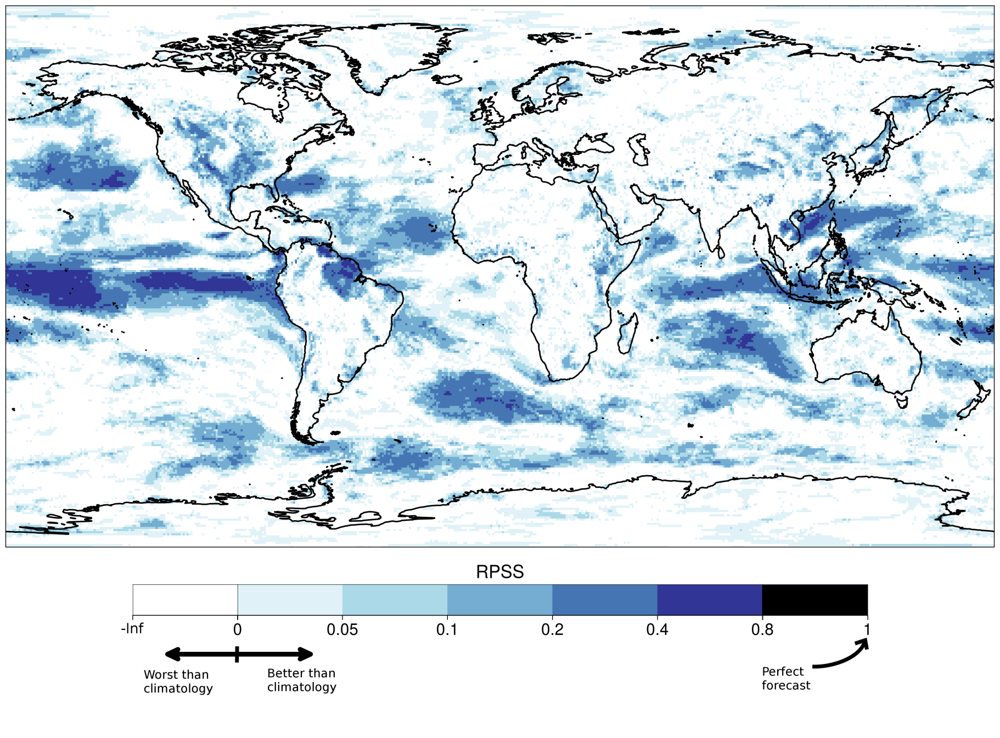 RPSS
-Inf 0 0.05 0.1 0.2 0.4 0.8 1
Worst than
climatology
Better than
climatology
Perfect
forecast